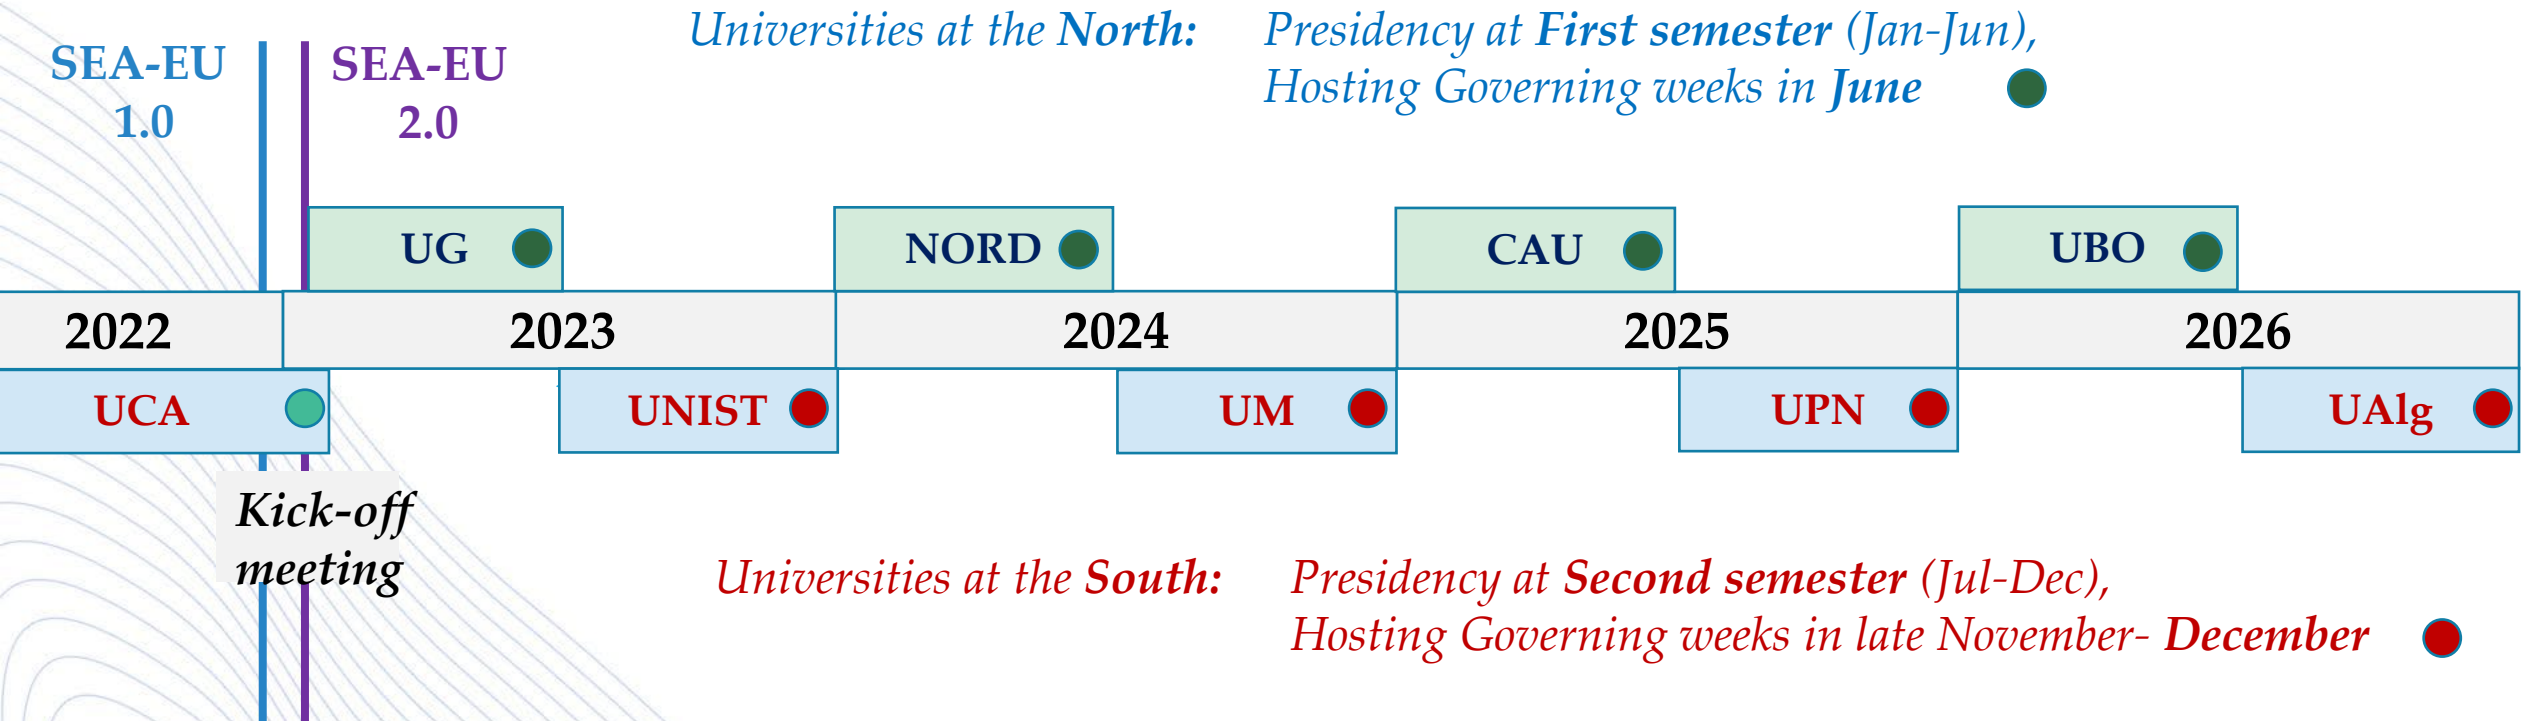 SEA-EU
1.0
SEA-EU
2.0
Universities at the North:
Presidency at First semester (Jan-Jun),
Hosting Governing weeks in June
UG
NORD
CAU
UBO
2022
2023
2024
2025
2026
UCA
UNIST
UM
UPN
UAlg
Kick-off
meeting
Universities at the South:
Presidency at Second semester (Jul-Dec),
Hosting Governing weeks in late November- December